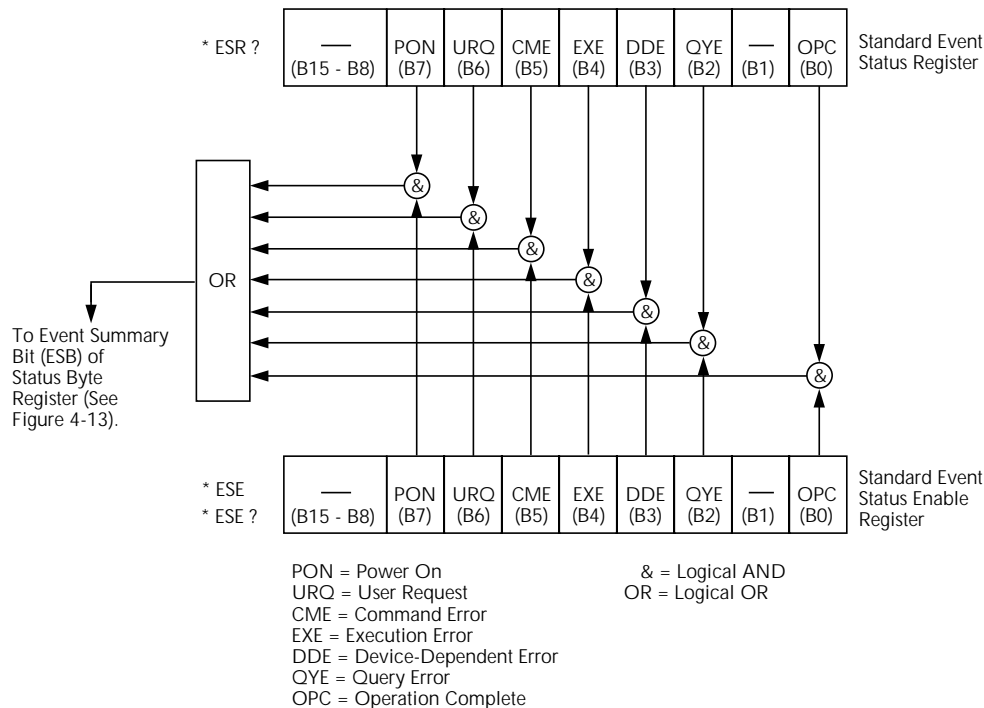 * ESR ?
— PON URQ CME EXE DDE QYE — OPC
(B15 - B8) (B7) (B6) (B5) (B4) (B3) (B2) (B1) (B0)
Standard Event
Status Register
&
&
&
&
&
&
&
OR
To Event Summary
Bit (ESB) of
Status Byte
Register (See
Figure 4-13).
* ESE
* ESE ?
— PON URQ CME EXE DDE QYE — OPC
(B15 - B8) (B7) (B6) (B5) (B4) (B3) (B2) (B1) (B0)
Standard Event
Status Enable
Register
PON = Power On
URQ = User Request
CME = Command Error
EXE = Execution Error
DDE = Device-Dependent Error
QYE = Query Error
OPC = Operation Complete
& = Logical AND
OR = Logical OR